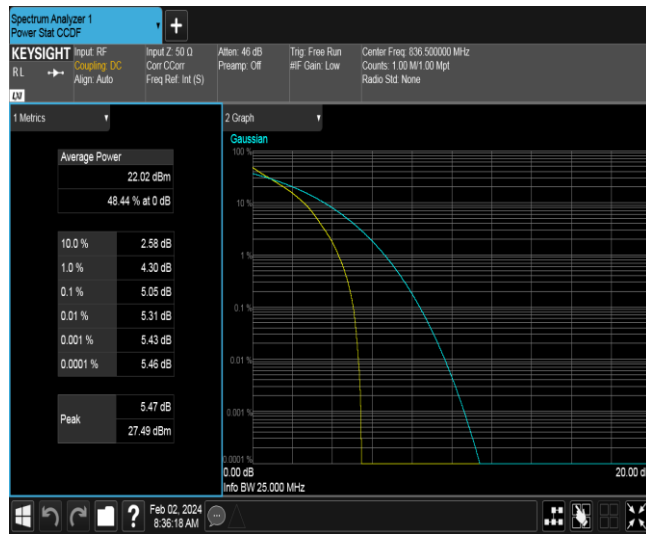 Spectrum Analyzer 1
Power Stat CCDF
+
KEYSIGHT
RL
LXI
Input: RF
Coupling: DC
Align: Auto
Input Z: 50 Ω
Corr CCorr
Freq Ref: Int (S)
Atten: 46 dB
Preamp: Off
Trig: Free Run
#IF Gain: Low
Center Freq: 836.500000 MHz
Counts: 1.00 M/1.00 Mpt
Radio Std: None
1 Metrics
Average Power
22.02 dBm
48.44 % at 0 dB
10.0 % 2.58 dB
1.0 % 4.30 dB
0.1 % 5.05 dB
0.01 % 5.31 dB
0.001 % 5.43 dB
0.0001 % 5.46 dB
Peak
5.47 dB
27.49 dBm
2 Graph
Gaussian
100 %
10 %
1 %
0.1 %
0.01 %
0.001 %
0.0001 %
0.00 dB
20.00 d
Info BW 25.000 MHz
?
Feb 02, 2024
8:36:18 AM